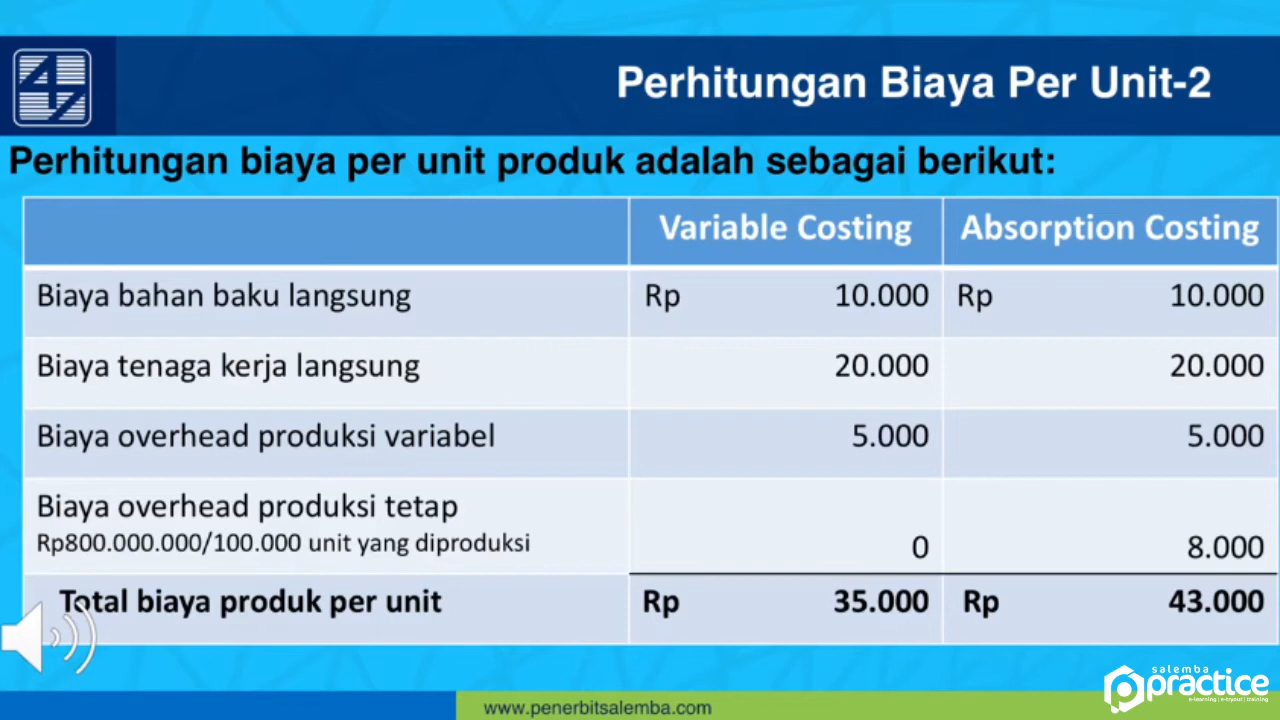 Perhitungan Biaya Per Unit-2
Perhitungan biaya per unit produk adalah sebagai berikut:
Variable Costing Absorption Costing
Biaya bahan baku langsung Rp 10.000 Rp 10.000
Biaya tenaga kerja langsung 20.000 20.000
Biaya overhead produksi variabel 5.000 5.000
Biaya overhead produksi tetap
Rp800.000.000/100.000 unit yang diproduksi 0 8.000
Total biaya produk per unit Rp 35.000 Rp 43.000
salemba
practice
e-learning | e-tryout | training
www.penerbitsalemba.com